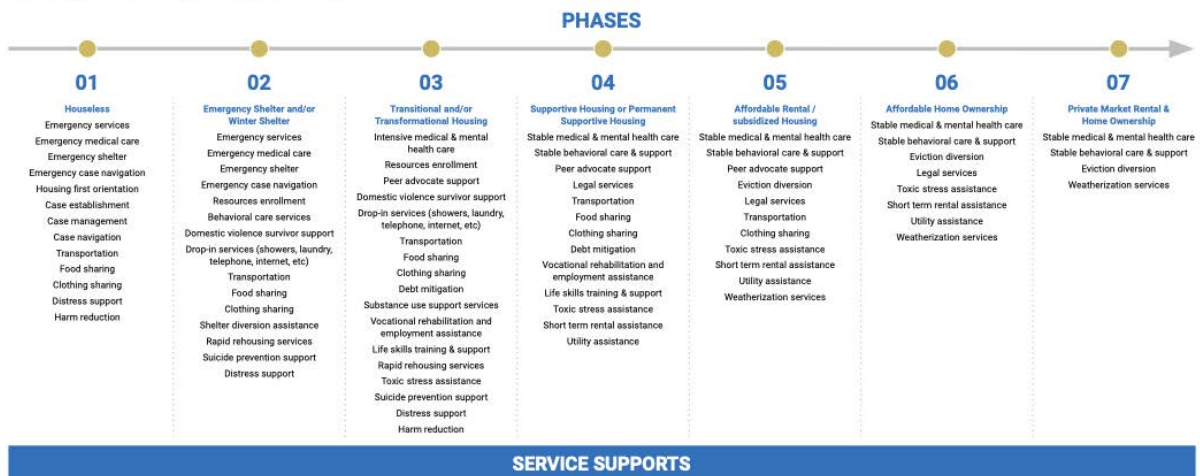 PHASES
01
Houseless
Emergency services
Emergency medical care
Emergency shelter
Emergency case navigation
Housing first orientation
Case establishment
Case management
Case navigation
Transportation
Food sharing
Clothing sharing
Distress support
Harm reduction
02
Emergency Shelter and/or
Winter Shelter
Emergency services
Emergency medical care
Emergency shelter
Emergency case navigation
Resources enrollment
Behavioral care services
Domestic violence survivor support
Drop-in services (showers, laundry,
telephone, internet, etc)
Transportation
Food sharing
Clothing sharing
Shelter diversion assistance
Rapid rehousing services
Suicide prevention support
Distress support
03
Transitional and/or
Transformational Housing
Intensive medical & mental
health care
Resources enrollment
Peer advocate support
Domestic violence survivor support
Drop-in services (showers, laundry,
telephone, internet, etc)
Transportation
Food sharing
Clothing sharing
Debt mitigation
Substance use support services
Vocational rehabilitation and
employment assistance
Life skills training & support
Rapid rehousing services
Toxic stress assistance
Suicide prevention support
Distress support
Harm reduction
04
Supportive Housing or Permanent
Supportive Housing
Stable medical & mental health care
Stable behavioral care & support
Peer advocate support
Legal services
Transportation
Food sharing
Clothing sharing
Debt mitigation
Vocational rehabilitation and
employment assistance
Life skills training & support
Toxic stress assistance
Short term rental assistance
Utility assistance
05
Affordable Rental /
subsidized Housing
Stable medical & mental health care
Stable behavioral care & support
Peer advocate support
Eviction diversion
Legal services
Transportation
Clothing sharing
Toxic stress assistance
Short term rental assistance
Utility assistance
Weatherization services
06
Affordable Home Ownership
Stable medical & mental health care
Stable behavioral care & support
Eviction diversion
Legal services
Toxic stress assistance
Short term rental assistance
Utility assistance
Weatherization services
07
Private Market Rental &
Home Ownership
Stable medical & mental health care
Stable behavioral care & support
Eviction diversion
Weatherization services
SERVICE SUPPORTS